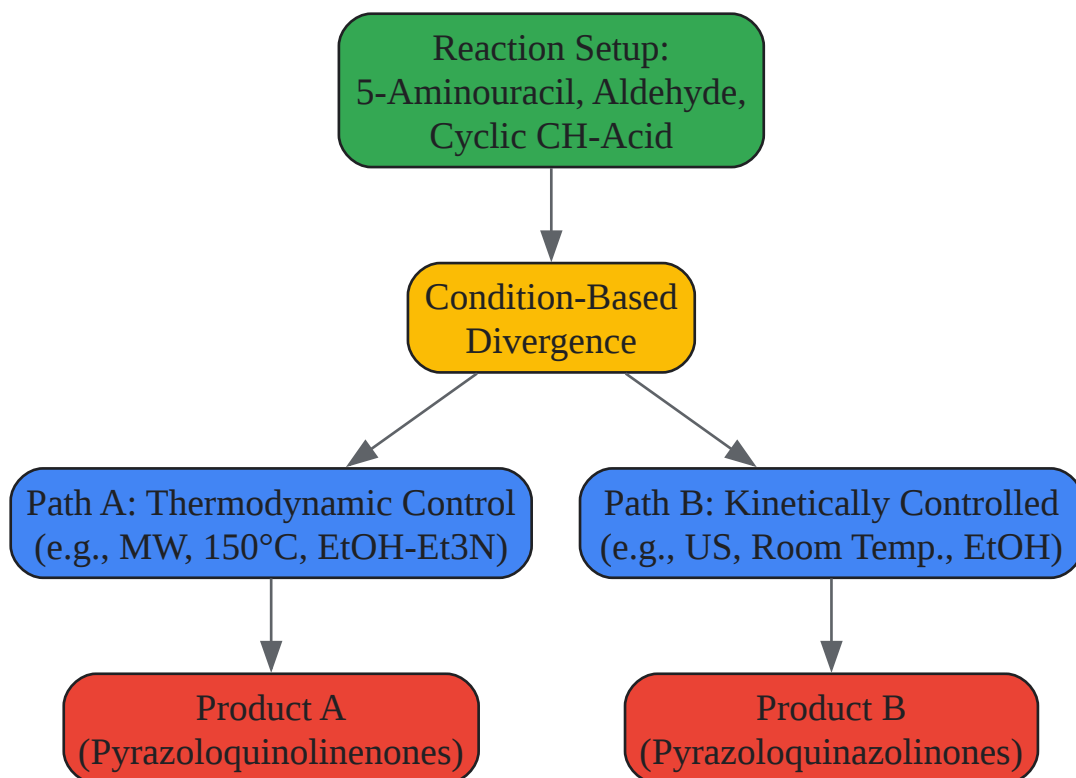 Reaction Setup:
5-Aminouracil, Aldehyde,
Cyclic CH-Acid
Condition-Based
Divergence
Path A: Thermodynamic Control
(e.g., MW, 150°C, EtOH-Et3N)
Path B: Kinetically Controlled
(e.g., US, Room Temp., EtOH)
Product A
(Pyrazoloquinolinenones)
Product B
(Pyrazoloquinazolinones)